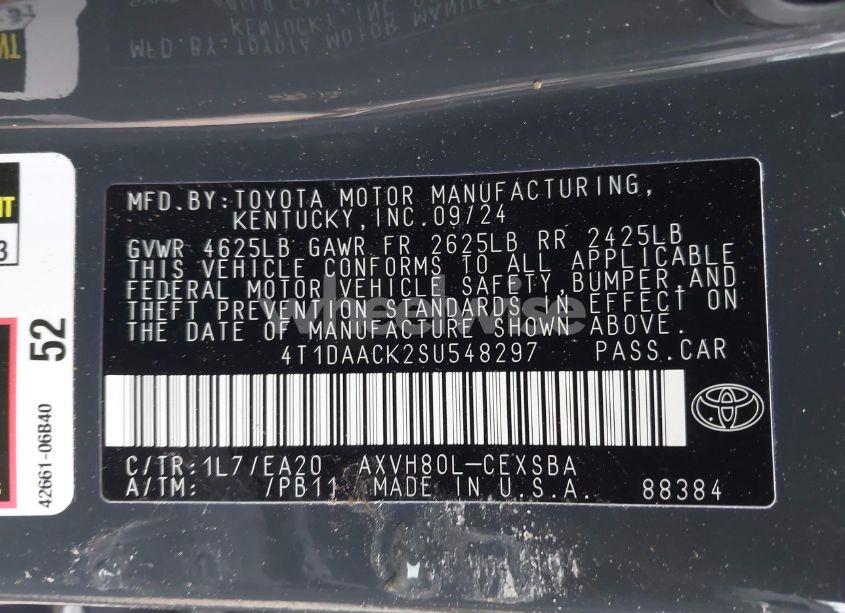 MFD.BY:TOYOTA MOTOR MANUFACTURING,
KENTUCKY,INC.09/24
GVWR 4625LB GAWR FR 2625LB RR 2425LB
THIS VEHICLE CONFORMS TO ALL APPLICABLE
FEDERAL MOTOR VEHICLE SAFETY,BUMPER,AND
THEFT PREVENTION STANDARDS IN EFFECT ON
THE DATE OF MANUFACTURE SHOWN ABOVE.
4T1DAACK2SU548297 PASS.CAR
C/TR:1L7/EA20 AXVH80L-CEXSBA
A/TM: /PB11 MADE IN U.S.A. 88384
52
42661-06B40
3
wheelwise